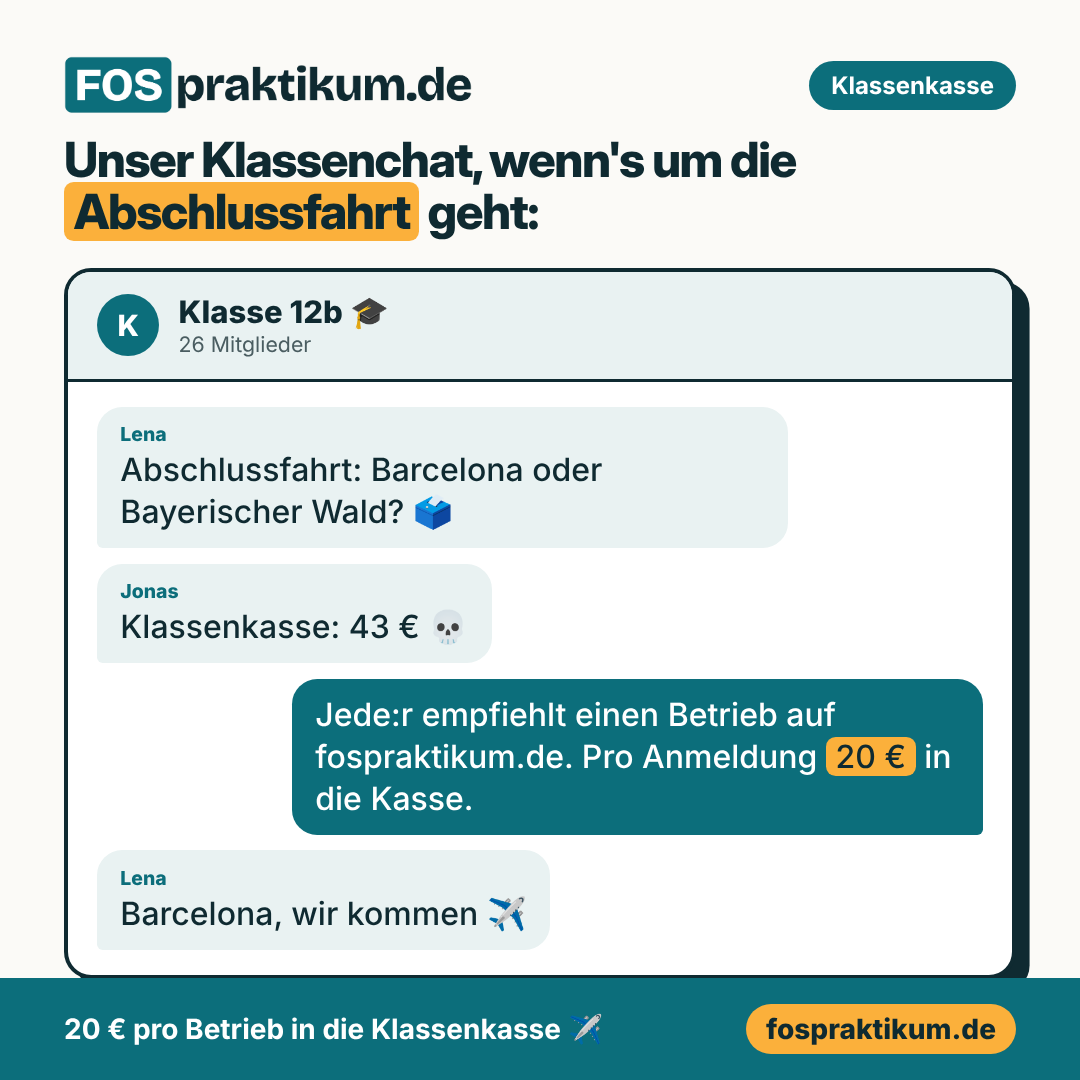 FOSpraktikum.de
Klassenkasse
Unser Klassenchat, wenn's um die
Abschlussfahrt geht:
K
Klasse 12b 🎓
26 Mitglieder
Lena
Abschlussfahrt: Barcelona oder
Bayerischer Wald? 🗳️
Jonas
Klassenkasse: 43 € 💀
Jede:r empfiehlt einen Betrieb auf
fospraktikum.de. Pro Anmeldung 20 € in
die Kasse.
Lena
Barcelona, wir kommen ✈️
20 € pro Betrieb in die Klassenkasse ✈️
fospraktikum.de